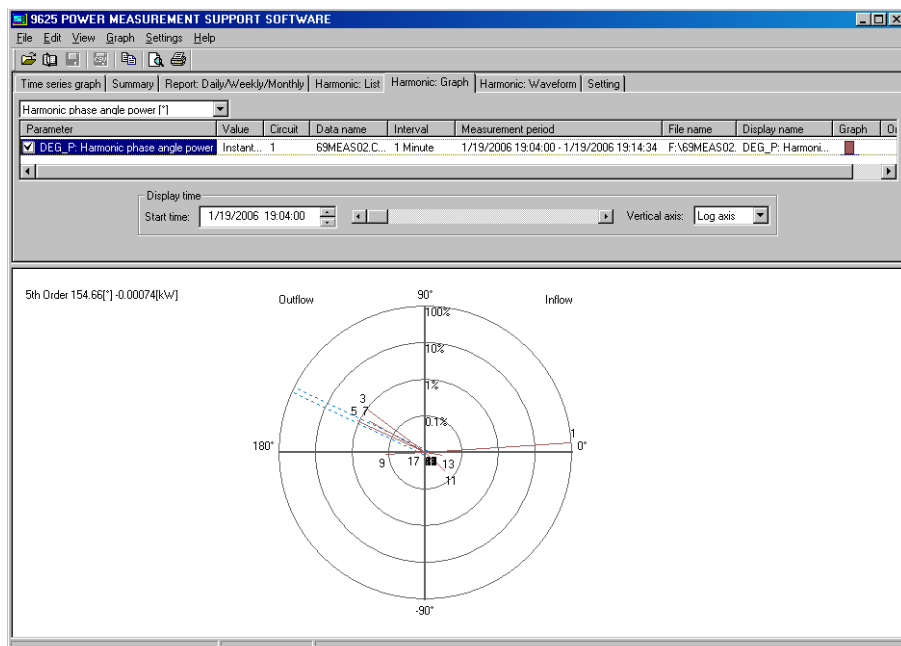 9625 POWER MEASUREMENT SUPPORT SOFTWARE
File Edit View Graph Settings Help
Time series graph Summary Report: Daily/Weekly/Monthly Harmonic: List Harmonic: Graph Harmonic: Waveform Setting
Harmonic phase angle power [°]
Parameter Value Circuit Data name Interval Measurement period File name Display name Graph
DEG_P: Harmonic phase angle power Instant... 1 69MEAS02.C... 1 Minute 1/19/2006 19:04:00 - 1/19/2006 19:14:34 F:\69MEAS02. DEG_P: Harmoni...
Display time
Start time: 1/19/2006 19:04:00 Vertical axis: Log axis
5th Order 154.66[°] -0.00074[kW]
Outflow 90° Inflow
100%
10%
1%
3
5 7 0.1%
1
180° 0°
9 17 13
11
-90°